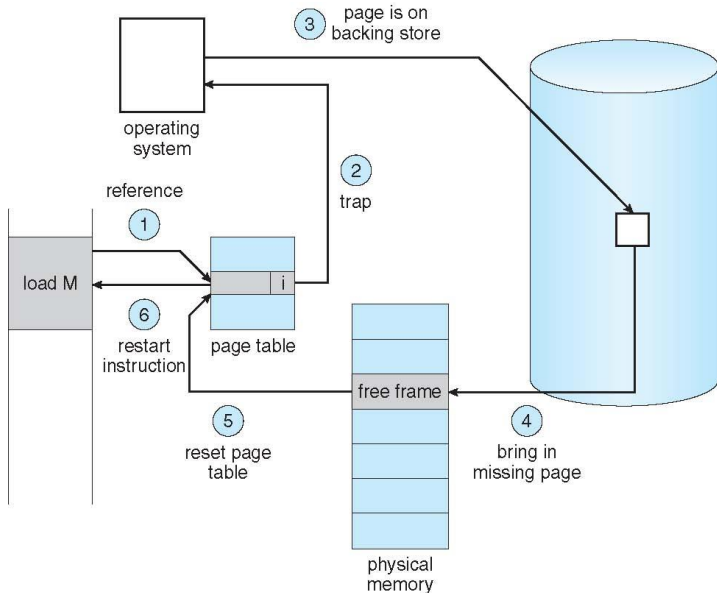 3
page is on
backing store
operating
system
2
trap
reference
1
load M
i
6
restart
instruction
page table
free frame
5
reset page
table
4
bring in
missing page
physical
memory